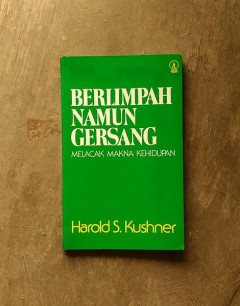 BERLIMPAH
NAMUN
GERSANG
MELACAK MAKNA KEHIDUPAN
Harold S. Kushner